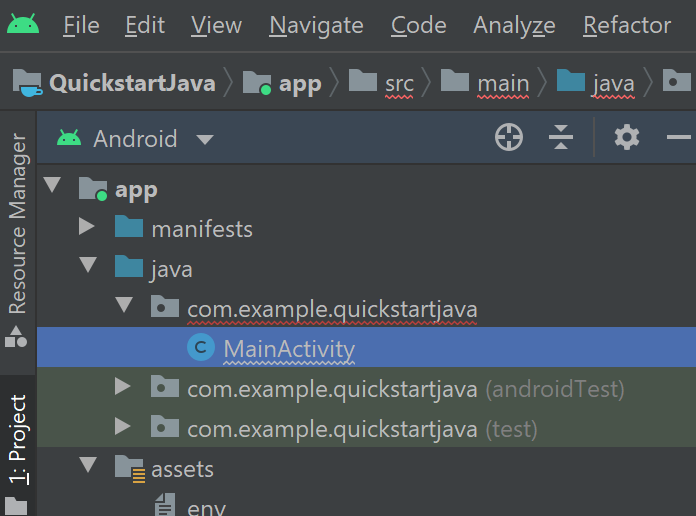 File Edit View Navigate Code Analyze Refactor
QuickstartJava app src main java
Resource Manager
1: Project
Android
app
manifests
java
com.example.quickstartjava
C MainActivity
com.example.quickstartjava (androidTest)
com.example.quickstartjava (test)
assets
env